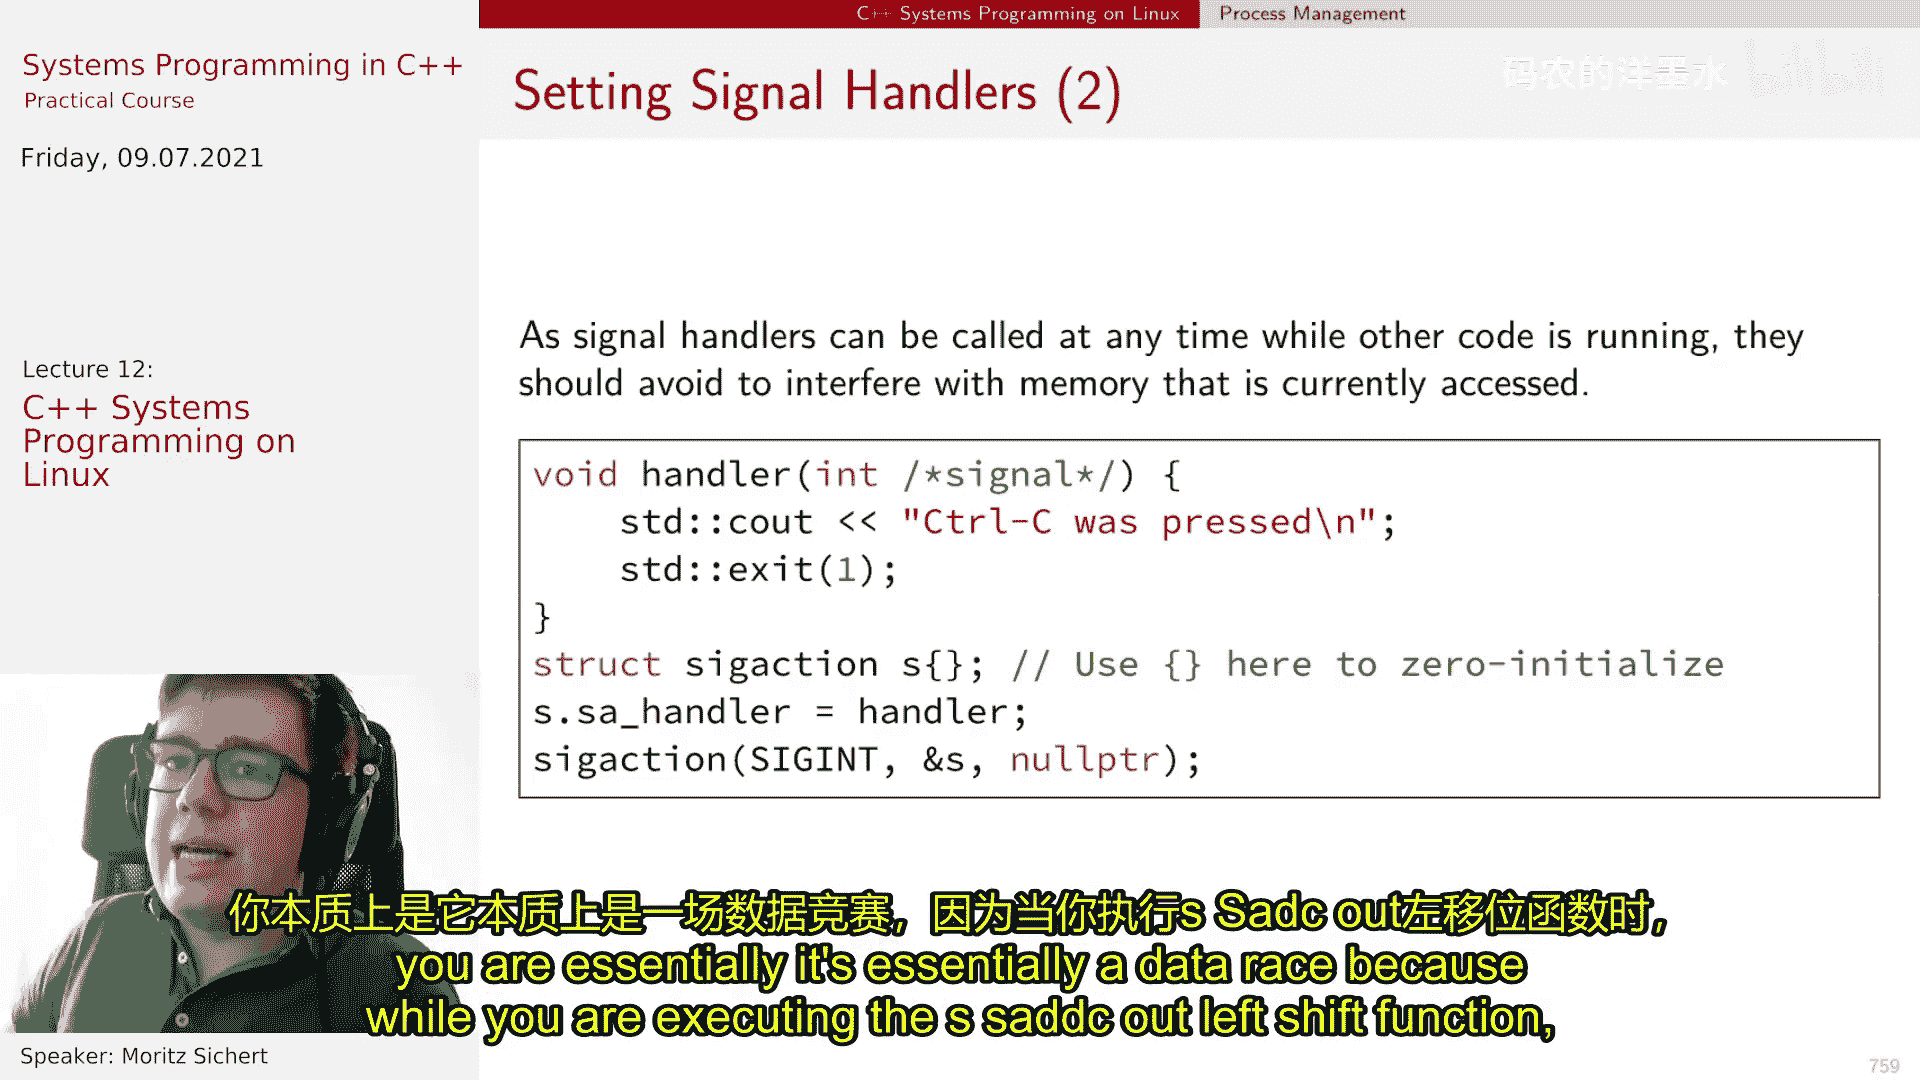 C++ Systems Programming on Linux
Process Management
Systems Programming in C++
Practical Course
Friday, 09.07.2021
Lecture 12:
C++ Systems
Programming on
Linux
Setting Signal Handlers (2)
码农的洋墨水
As signal handlers can be called at any time while other code is running, they
should avoid to interfere with memory that is currently accessed.
void handler(int /*signal*/) {
    std::cout << "Ctrl-C was pressed\n";
    std::exit(1);
}
struct sigaction s{}; // Use {} here to zero-initialize
s.sa_handler = handler;
sigaction(SIGINT, &s, nullptr);
你本质上是它本质上是一场数据竞赛，因为当你执行s Sadc out左移位函数时，
you are essentially it's essentially a data race because
while you are executing the s saddc out left shift function,
Speaker: Moritz Sichert
759